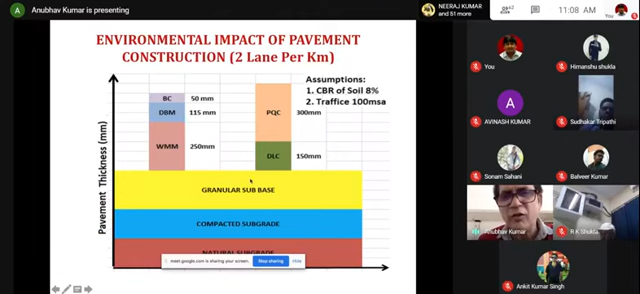 A Anubhav Kumar is presenting
NEERAJ KUMAR
and 51 more
62
11:08 AM
You
ENVIRONMENTAL IMPACT OF PAVEMENT
CONSTRUCTION (2 Lane Per Km)
Pavement Thickness (mm)
Assumptions:
1. CBR of Soil 8%
2. Traffice 100msa
BC 50 mm
DBM 115 mm
WMM 250mm
PQC 300mm
DLC 150mm
GRANULAR SUB BASE
COMPACTED SUBGRADE
NATURAL SUBGRADE
meet.google.com is sharing your screen.
Stop sharing
Hide
You
Himanshu shukla
A
AVINASH KUMAR
Sudhakar Tripathi
Sonam Sahani
Balveer Kumar
Anubhav Kumar
R K Shukla
Ankit Kumar Singh